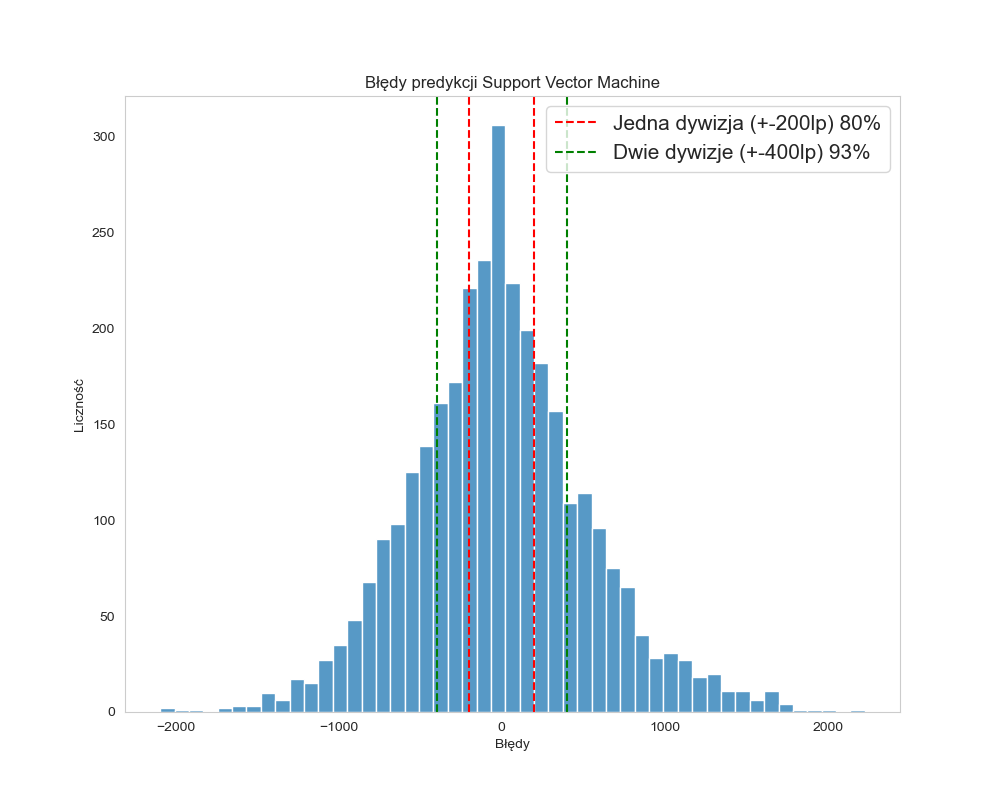 Błędy predykcji Support Vector Machine
Jedna dywizja (+-200lp) 80%
Dwie dywizje (+-400lp) 93%
300
250
200
150
100
50
0
Liczność
−2000
−1000
0
1000
2000
Błędy